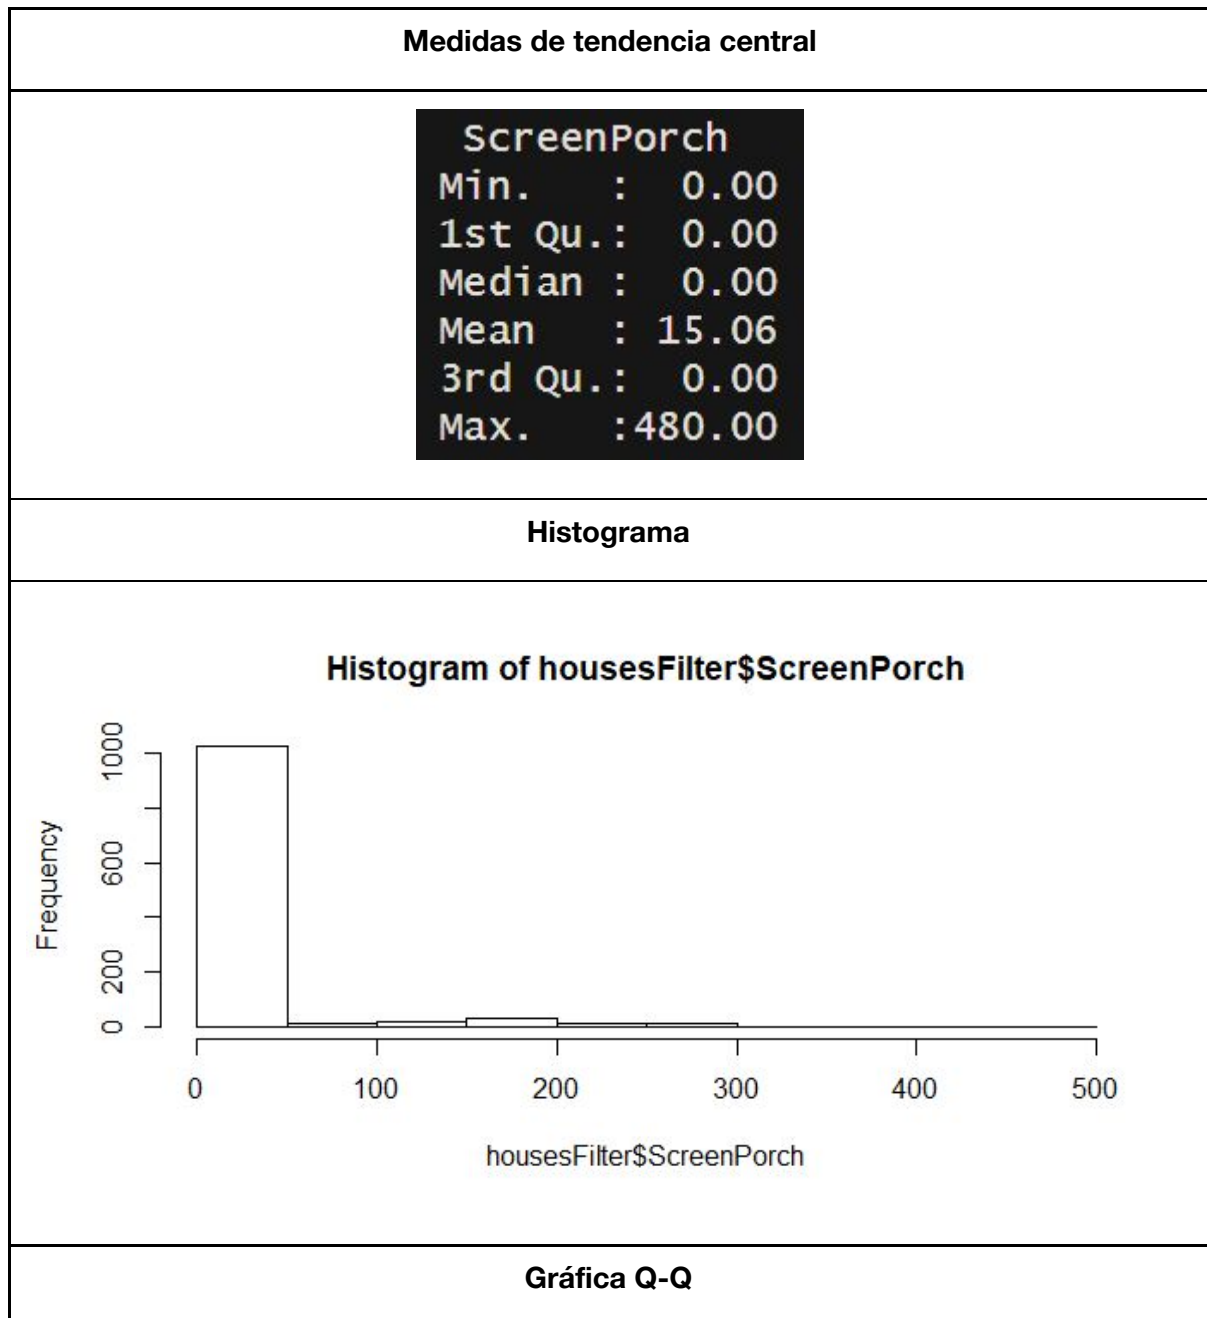 Medidas de tendencia central
ScreenPorch
Min.   :  0.00
1st Qu.:  0.00
Median :  0.00
Mean   : 15.06
3rd Qu.:  0.00
Max.   :480.00
Histograma
Histogram of housesFilter$ScreenPorch
Frequency
1000
600
200
0
0 100 200 300 400 500
housesFilter$ScreenPorch
Gráfica Q-Q